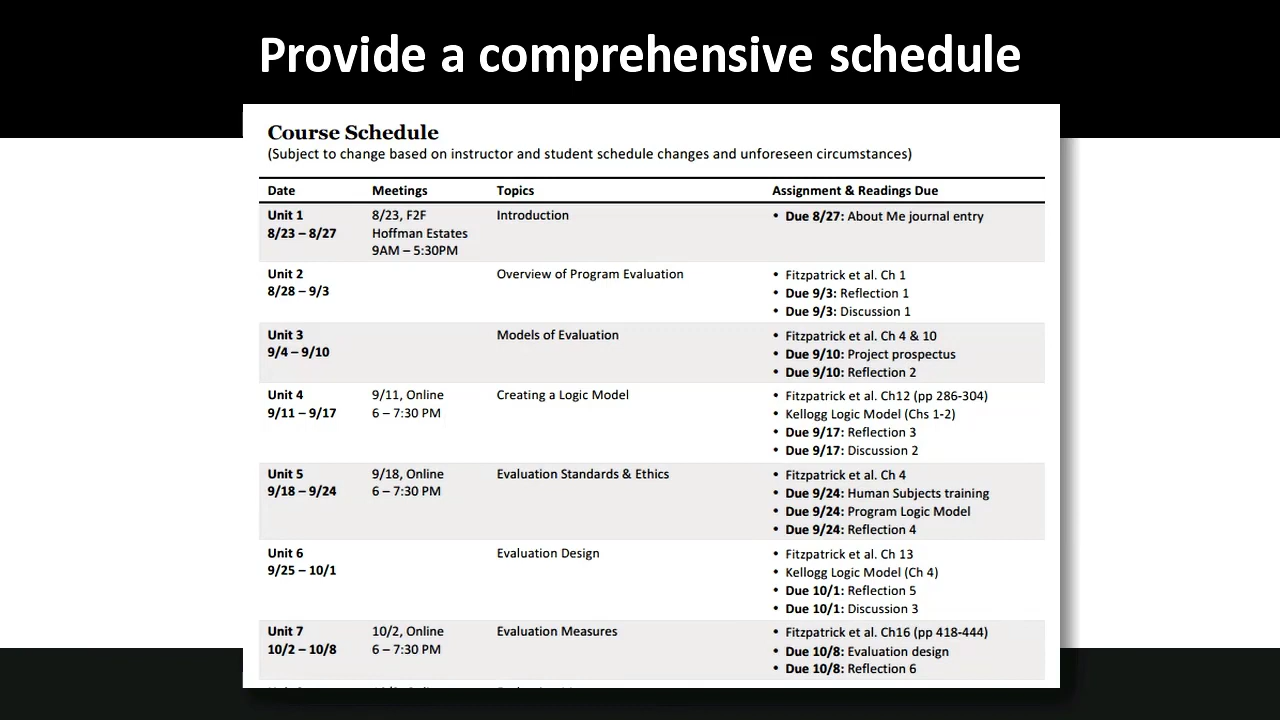 Provide a comprehensive schedule
Course Schedule
(Subject to change based on instructor and student schedule changes and unforeseen circumstances)
Date Meetings Topics Assignment & Readings Due
Unit 1 8/23, F2F Introduction • Due 8/27: About Me journal entry
8/23 – 8/27 Hoffman Estates
9AM – 5:30PM
Unit 2 Overview of Program Evaluation • Fitzpatrick et al. Ch 1
8/28 – 9/3 • Due 9/3: Reflection 1
• Due 9/3: Discussion 1
Unit 3 Models of Evaluation • Fitzpatrick et al. Ch 4 & 10
9/4 – 9/10 • Due 9/10: Project prospectus
• Due 9/10: Reflection 2
Unit 4 9/11, Online Creating a Logic Model • Fitzpatrick et al. Ch12 (pp 286-304)
9/11 – 9/17 6 – 7:30 PM • Kellogg Logic Model (Chs 1-2)
• Due 9/17: Reflection 3
• Due 9/17: Discussion 2
Unit 5 9/18, Online Evaluation Standards & Ethics • Fitzpatrick et al. Ch 4
9/18 – 9/24 6 – 7:30 PM • Due 9/24: Human Subjects training
• Due 9/24: Program Logic Model
• Due 9/24: Reflection 4
Unit 6 Evaluation Design • Fitzpatrick et al. Ch 13
9/25 – 10/1 • Kellogg Logic Model (Ch 4)
• Due 10/1: Reflection 5
• Due 10/1: Discussion 3
Unit 7 10/2, Online Evaluation Measures • Fitzpatrick et al. Ch16 (pp 418-444)
10/2 – 10/8 6 – 7:30 PM • Due 10/8: Evaluation design
• Due 10/8: Reflection 6